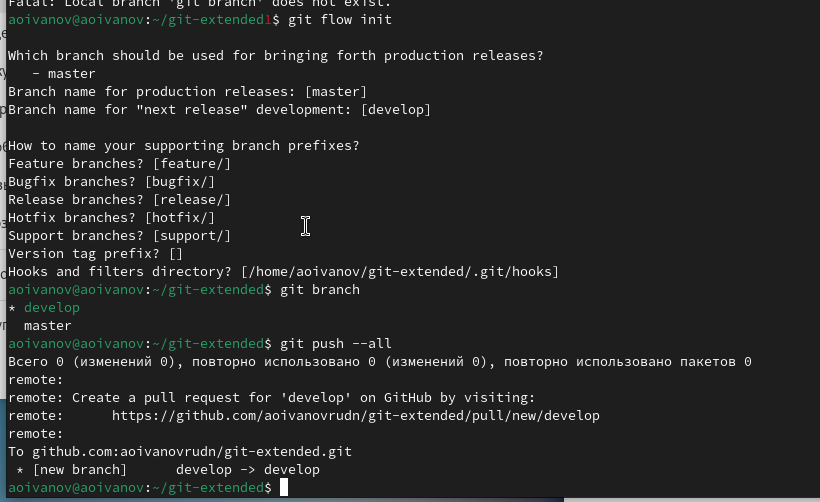 Fatal: Local branch 'git branch' does not exist.
aoivanov@aoivanov:~/git-extended1$ git flow init
Which branch should be used for bringing forth production releases?
   - master
Branch name for production releases: [master]
Branch name for "next release" development: [develop]
How to name your supporting branch prefixes?
Feature branches? [feature/]
Bugfix branches? [bugfix/]
Release branches? [release/]
Hotfix branches? [hotfix/]
Support branches? [support/]
Version tag prefix? []
Hooks and filters directory? [/home/aoivanov/git-extended/.git/hooks]
aoivanov@aoivanov:~/git-extended$ git branch
* develop
  master
aoivanov@aoivanov:~/git-extended$ git push --all
Всего 0 (изменений 0), повторно использовано 0 (изменений 0), повторно использовано пакетов 0
remote:
remote: Create a pull request for 'develop' on GitHub by visiting:
remote:      https://github.com/aoivanovrudn/git-extended/pull/new/develop
remote:
To github.com:aoivanovrudn/git-extended.git
 * [new branch]      develop -> develop
aoivanov@aoivanov:~/git-extended$